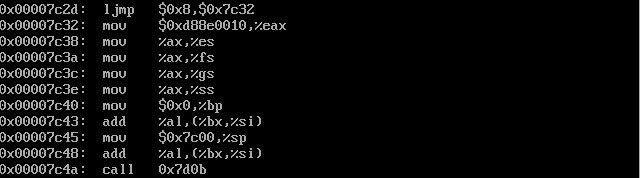 0x00007c2d: ljmp $0x8,$0x7c32
0x00007c32: mov $0xd88e0010,%eax
0x00007c38: mov %ax,%es
0x00007c3a: mov %ax,%fs
0x00007c3c: mov %ax,%gs
0x00007c3e: mov %ax,%ss
0x00007c40: mov $0x0,%bp
0x00007c43: add %al,(%bx,%si)
0x00007c45: mov $0x7c00,%sp
0x00007c48: add %al,(%bx,%si)
0x00007c4a: call 0x7d0b